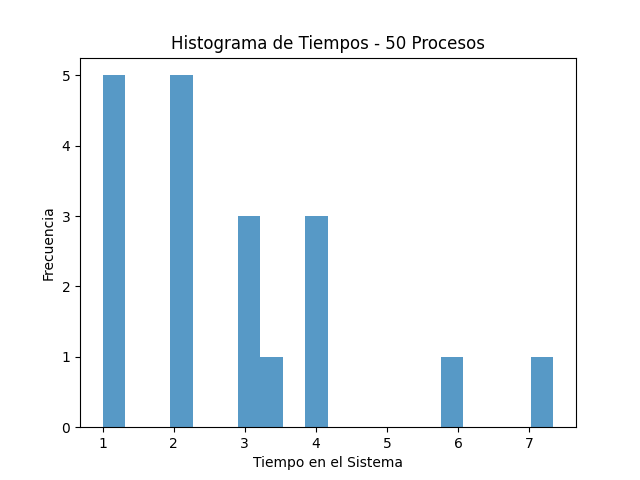 Histograma de Tiempos - 50 Procesos
Frecuencia
5
4
3
2
1
0
1 2 3 4 5 6 7
Tiempo en el Sistema